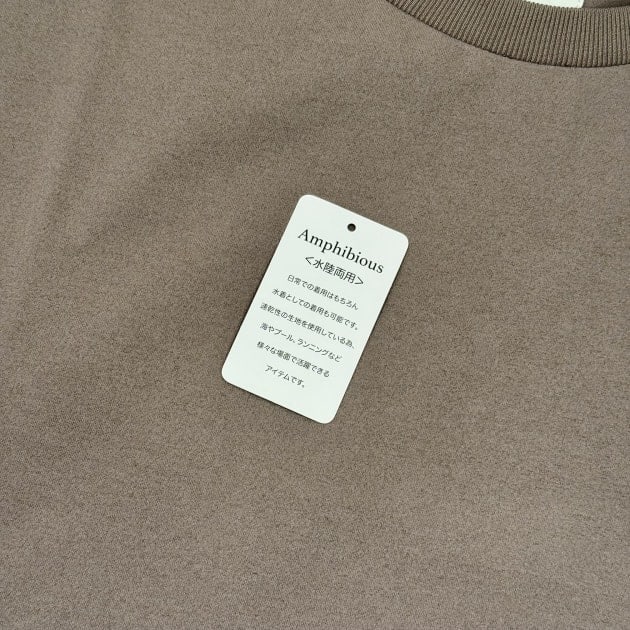 Amphibious
<水陸両用>
日常での着用はもちろん
水着としての着用も可能です。
速乾性の生地を使用している為、
海やプール、ランニングなど
様々な場面で活躍できる
アイテムです。